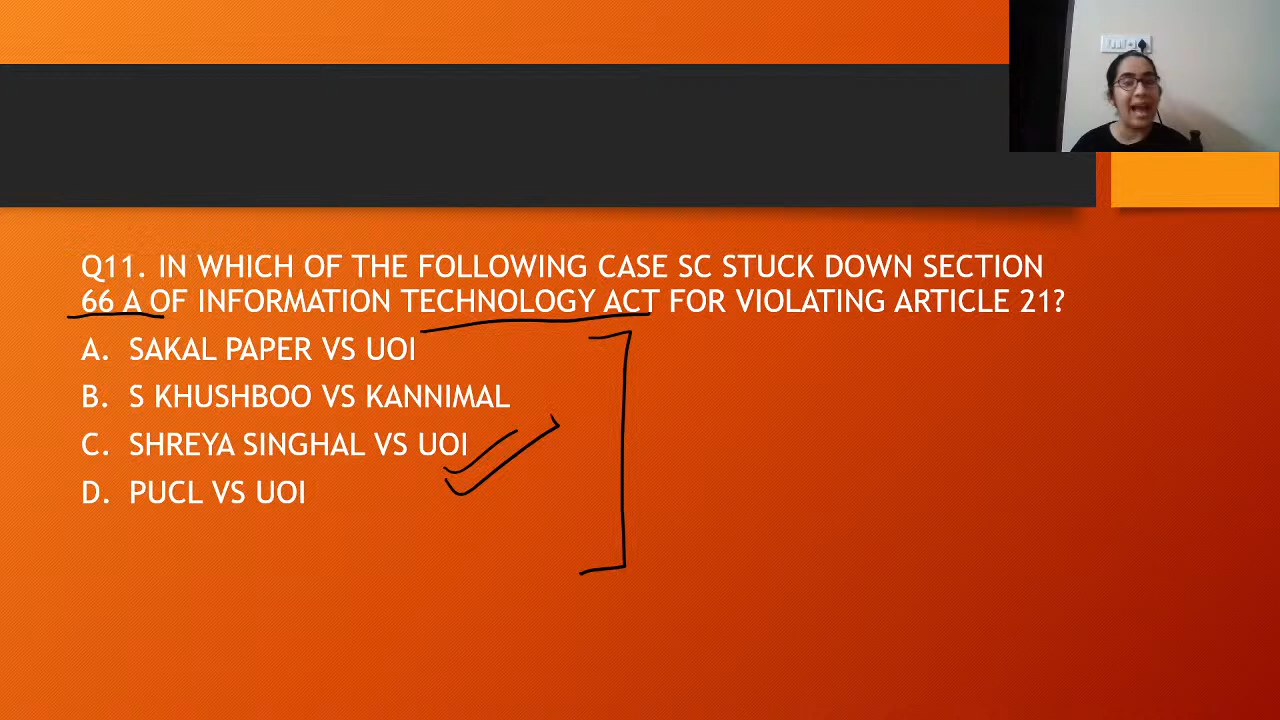 Q11. IN WHICH OF THE FOLLOWING CASE SC STUCK DOWN SECTION
66 A OF INFORMATION TECHNOLOGY ACT FOR VIOLATING ARTICLE 21?
A. SAKAL PAPER VS UOI
B. S KHUSHBOO VS KANNIMAL
C. SHREYA SINGHAL VS UOI
D. PUCL VS UOI